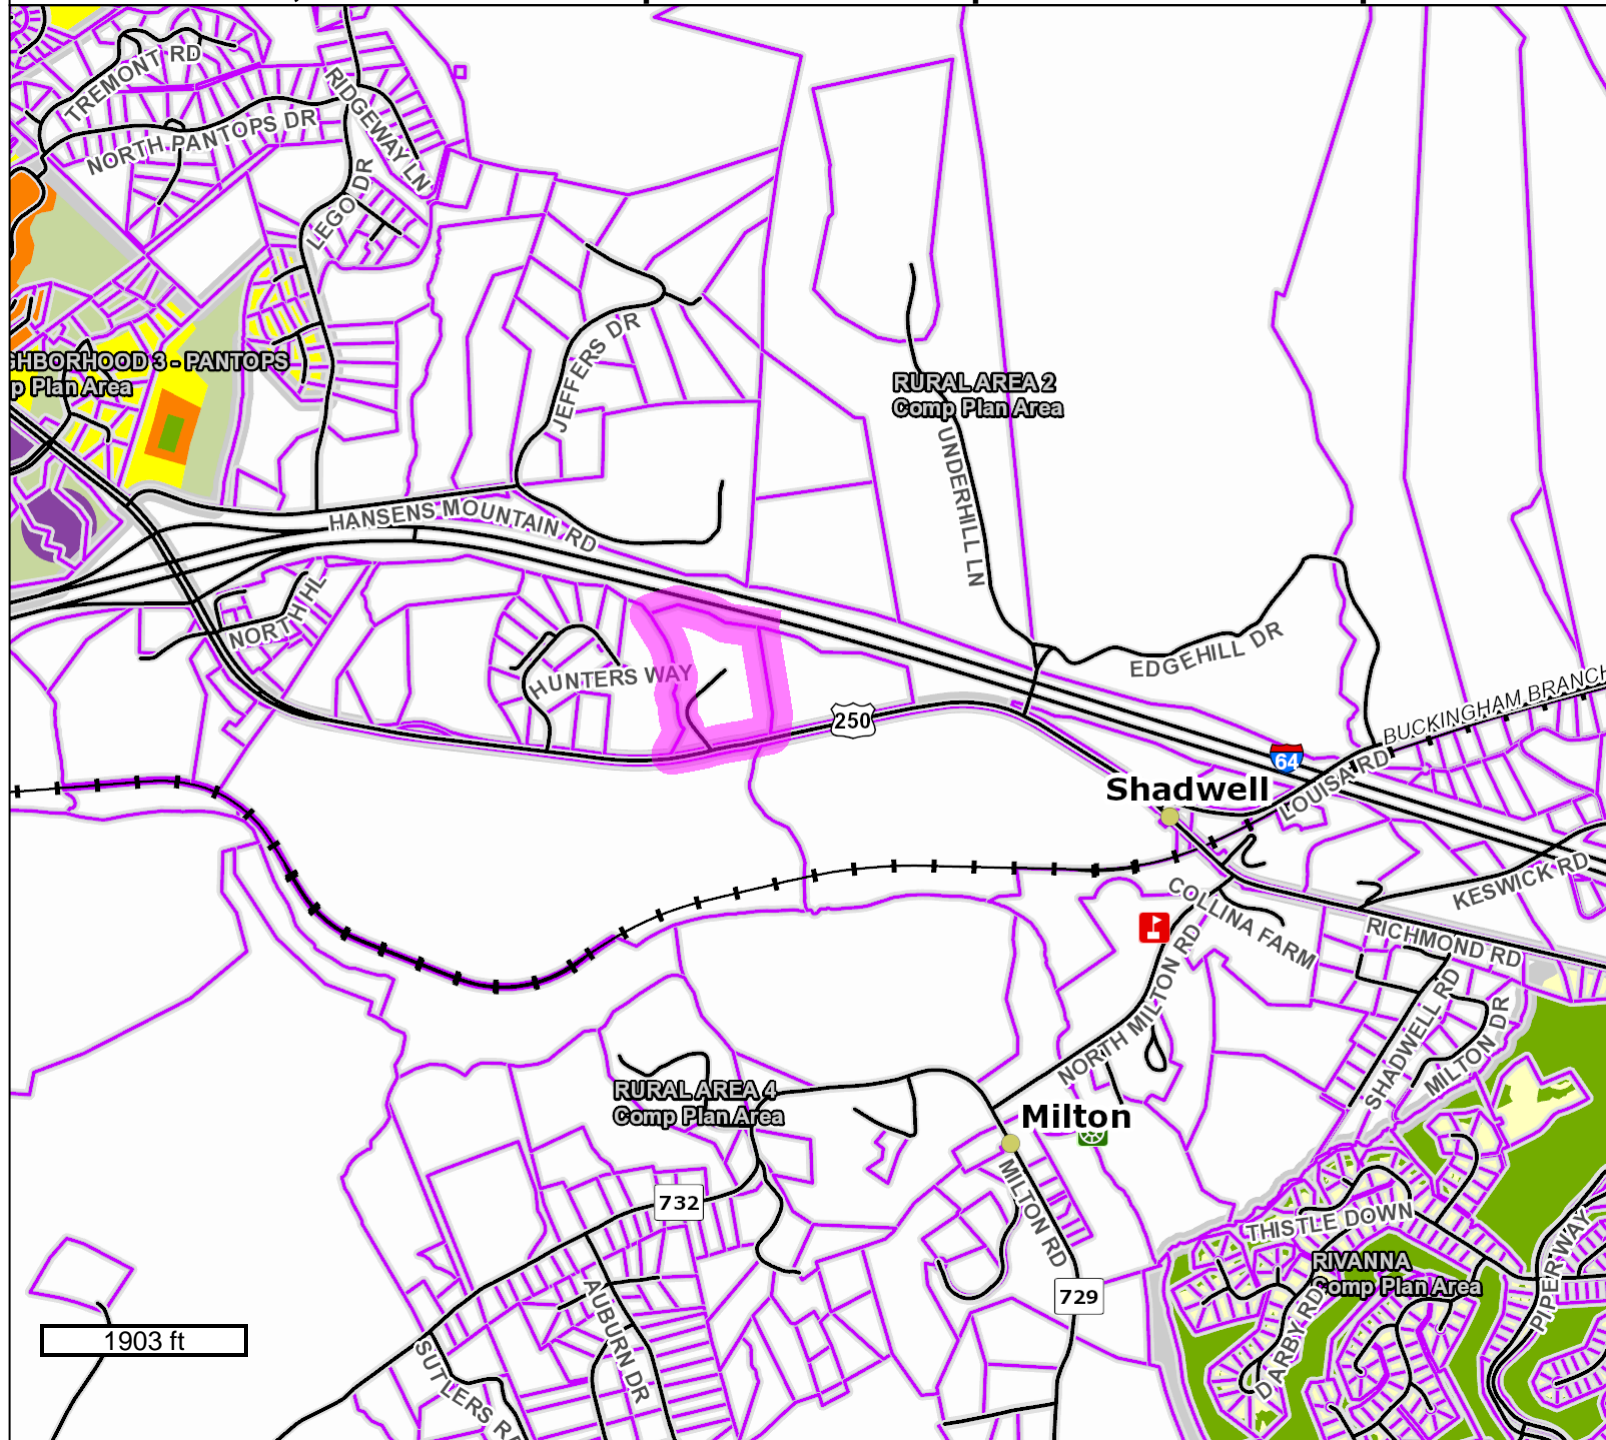 TREMONT RD
RIDGEWAY LN
NORTH PANTOPS DR
LEGO DR
JEFFERS DR
GHBORHOOD 3 - PANTOPS
p Plan Area
RURAL AREA 2
Comp Plan Area
UNDERHILL LN
HANSENS MOUNTAIN RD
NORTH HL
HUNTERS WAY
EDGEHILL DR
BUCKINGHAM BRANCH
250
64
LOUISA RD
Shadwell
KESWICK RD
COLLINA FARM
RICHMOND RD
NORTH MILTON RD
SHADWELL RD
MILTON DR
RURAL AREA 4
Comp Plan Area
Milton
732
MILTON RD
THISTLE DOWN
RIVANNA
Comp Plan Area
PIPER WAY
729
AUBURN DR
DARBY RD
1903 ft
SUTLERS RD